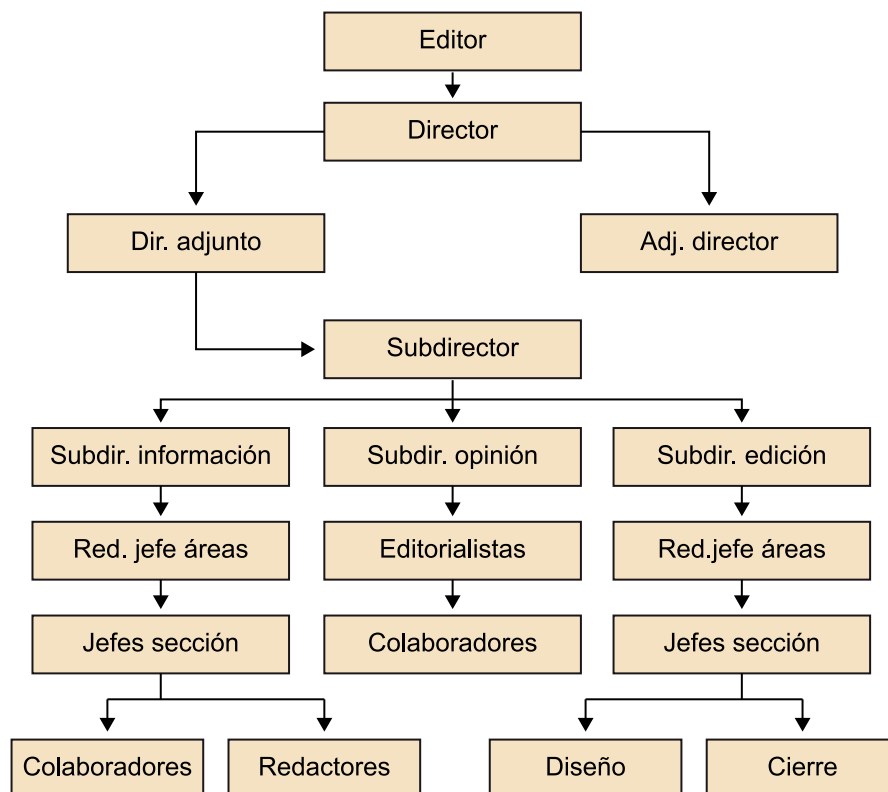 Editor
Director
Dir. adjunto
Adj. director
Subdirector
Subdir. información
Subdir. opinión
Subdir. edición
Red. jefe áreas
Editorialistas
Red.jefe áreas
Jefes sección
Colaboradores
Jefes sección
Colaboradores
Redactores
Diseño
Cierre